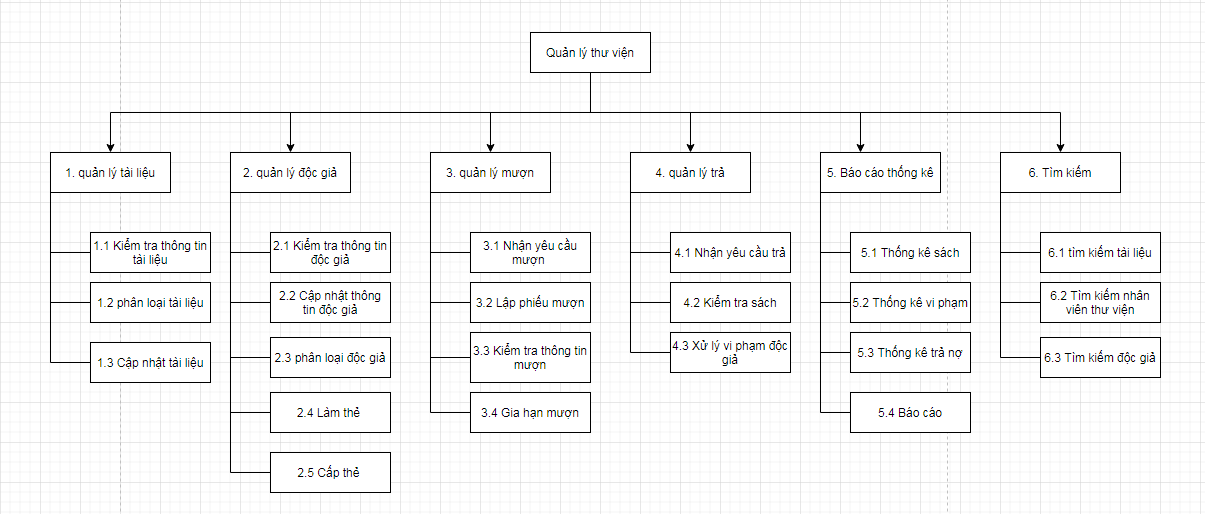 Quản lý thư viện
1. quản lý tài liệu
2. quản lý độc giả
3. quản lý mượn
4. quản lý trả
5. Báo cáo thống kê
6. Tìm kiếm
1.1 Kiểm tra thông tin
tài liệu
1.2 phân loại tài liệu
1.3 Cập nhật tài liệu
2.1 Kiểm tra thông tin
độc giả
2.2 Cập nhật thông
tin độc giả
2.3 phân loại độc giả
2.4 Làm thẻ
2.5 Cấp thẻ
3.1 Nhận yêu cầu
mượn
3.2 Lập phiếu mượn
3.3 Kiểm tra thông tin
mượn
3.4 Gia hạn mượn
4.1 Nhận yêu cầu trả
4.2 Kiểm tra sách
4.3 Xử lý vi phạm độc
giả
5.1 Thống kê sách
5.2 Thống kê vi phạm
5.3 Thống kê trả nợ
5.4 Báo cáo
6.1 tìm kiếm tài liệu
6.2 Tìm kiếm nhân
viên thư viện
6.3 Tìm kiếm độc giả